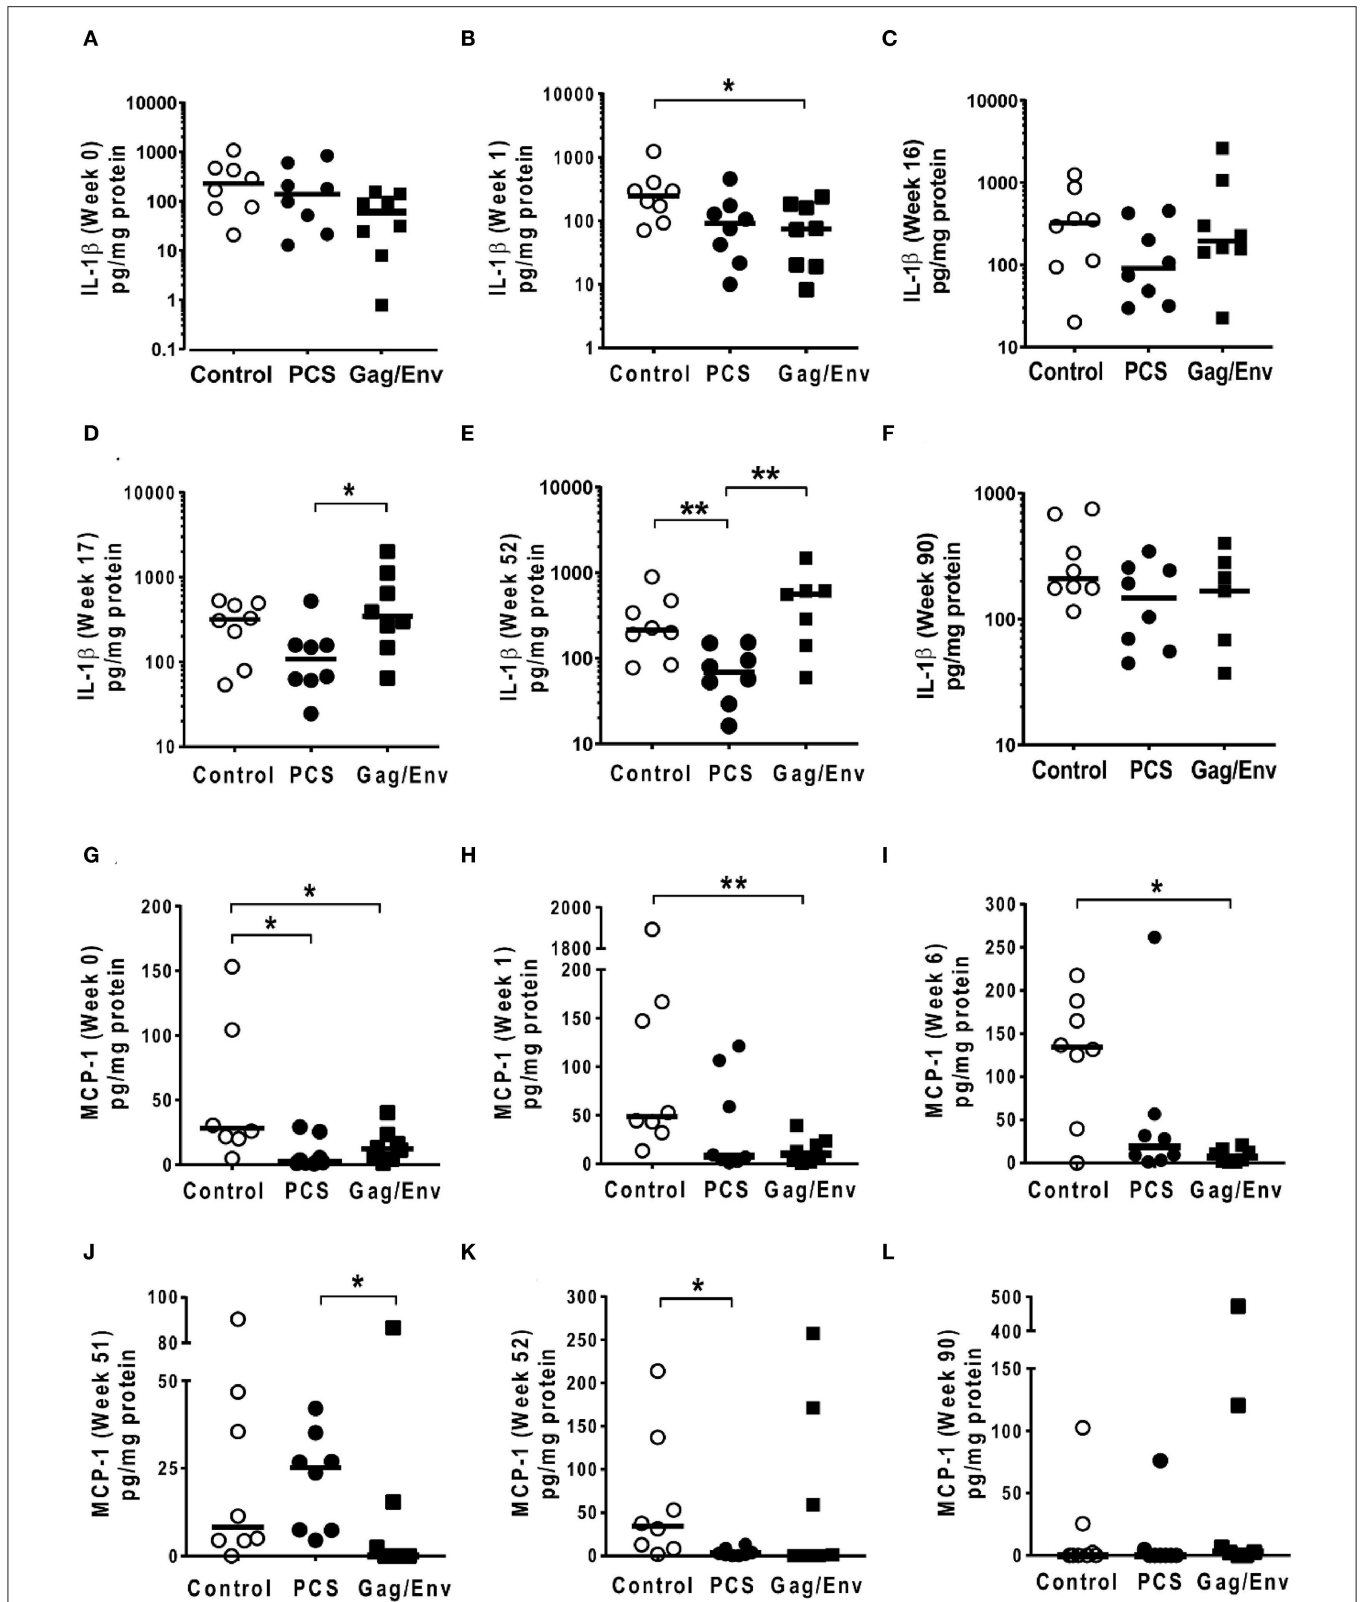 A
B
C
IL-1β (Week 0)
pg/mg protein
10000
1000
100
10
1
0.1
Control PCS Gag/Env
IL-1β (Week 1)
pg/mg protein
10000
1000
100
10
1
*
Control PCS Gag/Env
IL-1β (Week 16)
pg/mg protein
10000
1000
100
10
Control PCS Gag/Env
D
E
F
IL-1β (Week 17)
pg/mg protein
10000
1000
100
10
*
Control PCS Gag/Env
IL-1β (Week 52)
pg/mg protein
10000
1000
100
10
**
**
Control PCS Gag/Env
IL-1β (Week 90)
pg/mg protein
1000
100
10
Control PCS Gag/Env
G
H
I
MCP-1 (Week 0)
pg/mg protein
200
150
100
50
0
*
*
Control PCS Gag/Env
MCP-1 (Week 1)
pg/mg protein
2000
1800
200
150
100
50
0
**
Control PCS Gag/Env
MCP-1 (Week 6)
pg/mg protein
300
250
200
150
100
50
0
*
Control PCS Gag/Env
J
K
L
MCP-1 (Week 51)
pg/mg protein
100
80
50
25
0
*
Control PCS Gag/Env
MCP-1 (Week 52)
pg/mg protein
300
250
200
150
100
50
0
*
Control PCS Gag/Env
MCP-1 (Week 90)
pg/mg protein
500
400
150
100
50
0
Control PCS Gag/Env